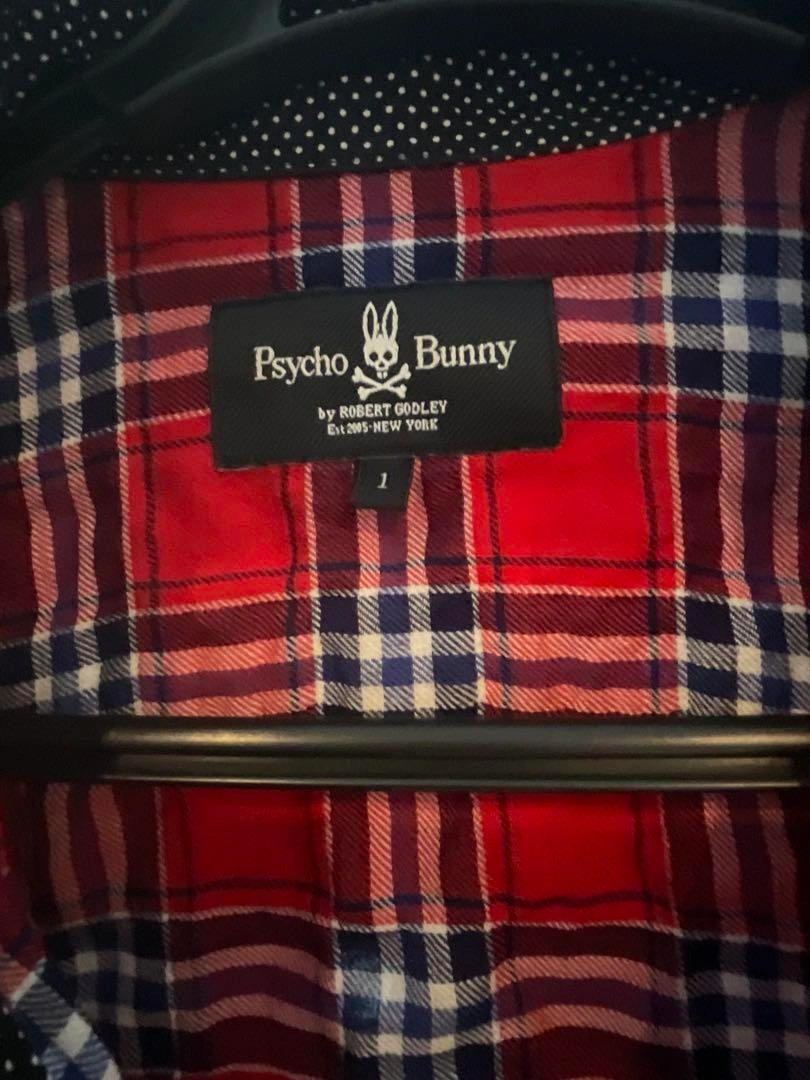 Psycho Bunny
by ROBERT GODLEY
Est 2005-NEW YORK
1